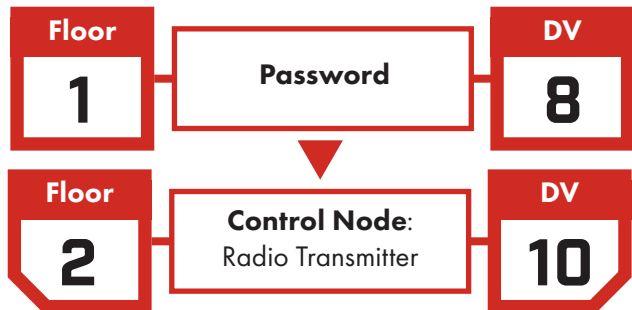 Floor
1
Password
DV
8
Floor
2
Control Node:
Radio Transmitter
DV
10